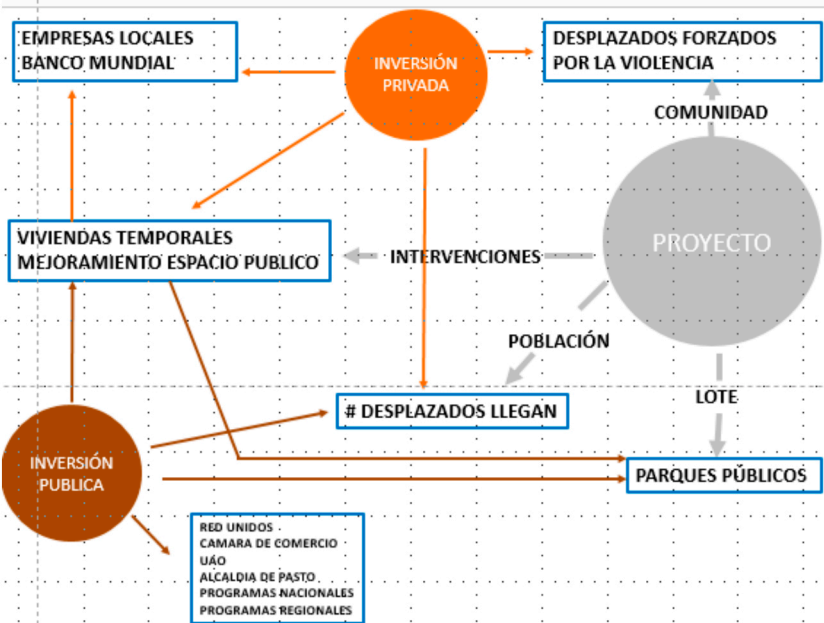 EMPRESAS LOCALES
BANCO MUNDIAL
INVERSIÓN
PRIVADA
DESPLAZADOS FORZADOS
POR LA VIOLENCIA
COMUNIDAD
VIVIENDAS TEMPORALES
MEJORAMIENTO ESPACIO PUBLICO
INTERVENCIONES
PROYECTO
POBLACIÓN
LOTE
# DESPLAZADOS LLEGAN
INVERSIÓN
PUBLICA
PARQUES PÚBLICOS
RED UNIDOS
CAMARA DE COMERCIO
UAO
ALCALDIA DE PASTO
PROGRAMAS NACIONALES
PROGRAMAS REGIONALES